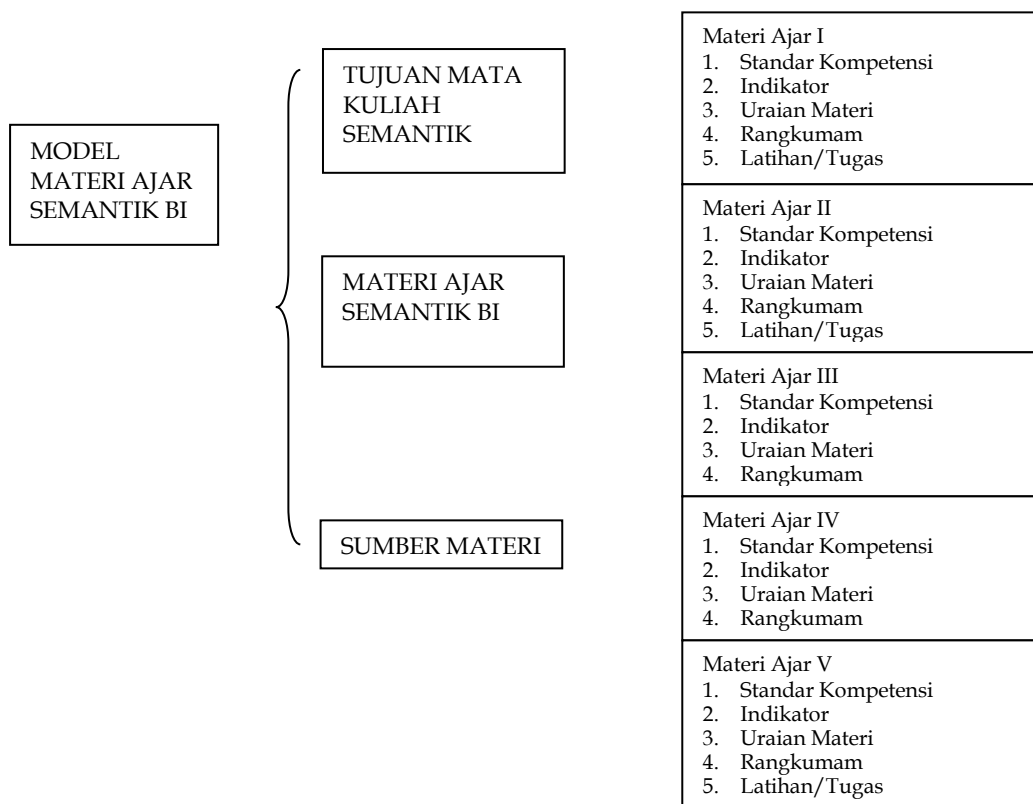 MODEL
MATERI AJAR
SEMANTIK BI
TUJUAN MATA
KULIAH
SEMANTIK
MATERI AJAR
SEMANTIK BI
SUMBER MATERI
Materi Ajar I
1. Standar Kompetensi
2. Indikator
3. Uraian Materi
4. Rangkumam
5. Latihan/Tugas
Materi Ajar II
1. Standar Kompetensi
2. Indikator
3. Uraian Materi
4. Rangkumam
5. Latihan/Tugas
Materi Ajar III
1. Standar Kompetensi
2. Indikator
3. Uraian Materi
4. Rangkumam
Materi Ajar IV
1. Standar Kompetensi
2. Indikator
3. Uraian Materi
4. Rangkumam
Materi Ajar V
1. Standar Kompetensi
2. Indikator
3. Uraian Materi
4. Rangkumam
5. Latihan/Tugas